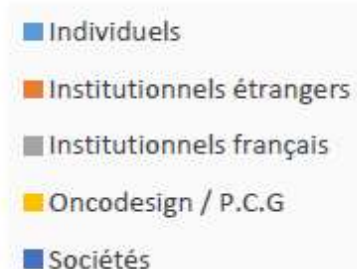 Individuels
Institutionnels étrangers
Institutionnels français
Oncodesign / P.C.G
Sociétés